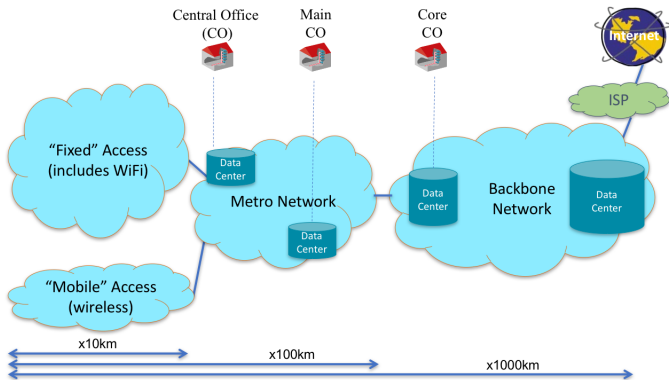 Central Office
(CO)
Main
CO
Core
CO
Internet
ISP
“Fixed” Access
(includes WiFi)
Data
Center
Metro Network
Data
Center
Data
Center
Backbone
Network
Data
Center
“Mobile” Access
(wireless)
x10km
x100km
x1000km